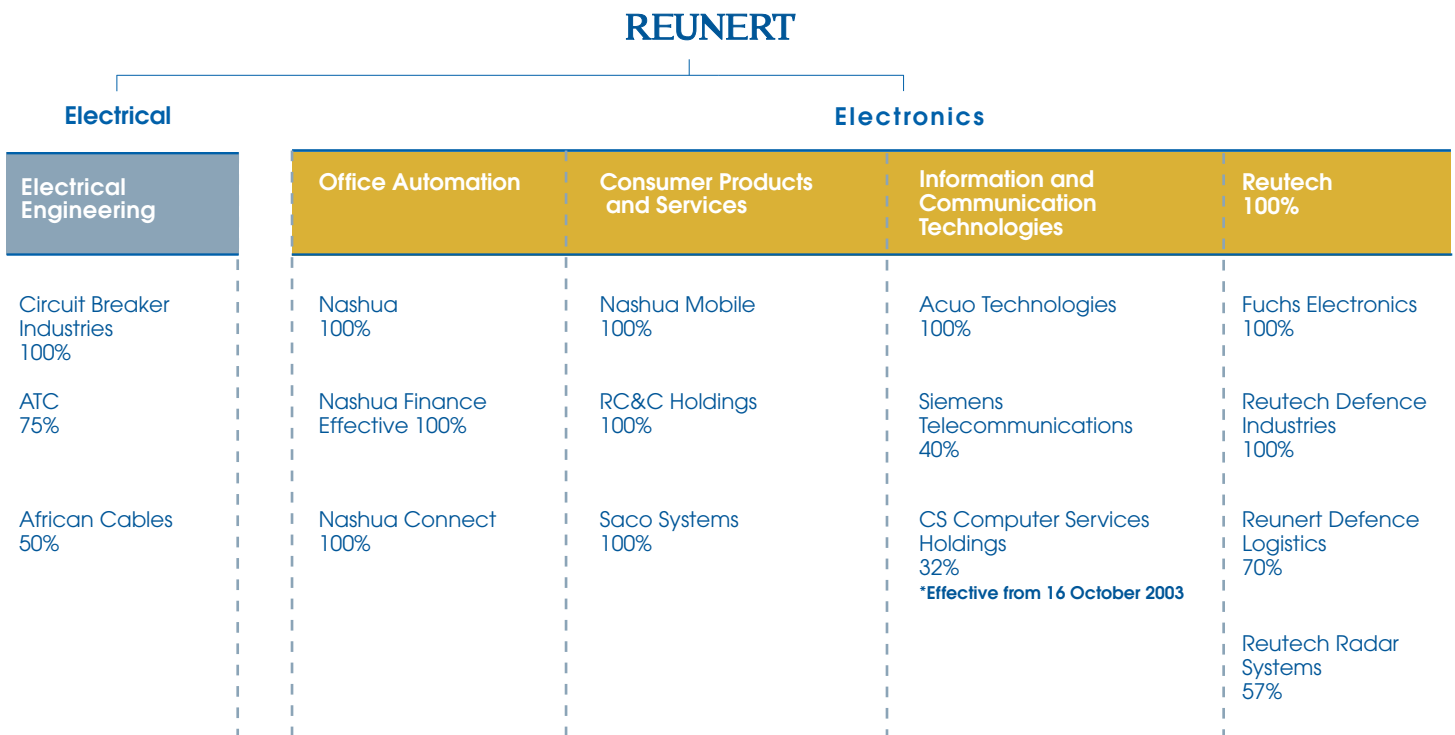 REUNERT
Electrical
Electronics
Electrical
Engineering
Circuit Breaker
Industries
100%
ATC
75%
African Cables
50%
Office Automation
Nashua
100%
Nashua Finance
Effective 100%
Nashua Connect
100%
Consumer Products
and Services
Nashua Mobile
100%
RC&C Holdings
100%
Saco Systems
100%
Information and
Communication
Technologies
Acuo Technologies
100%
Siemens
Telecommunications
40%
CS Computer Services
Holdings
32%
*Effective from 16 October 2003
Reutech
100%
Fuchs Electronics
100%
Reutech Defence
Industries
100%
Reunert Defence
Logistics
70%
Reutech Radar
Systems
57%